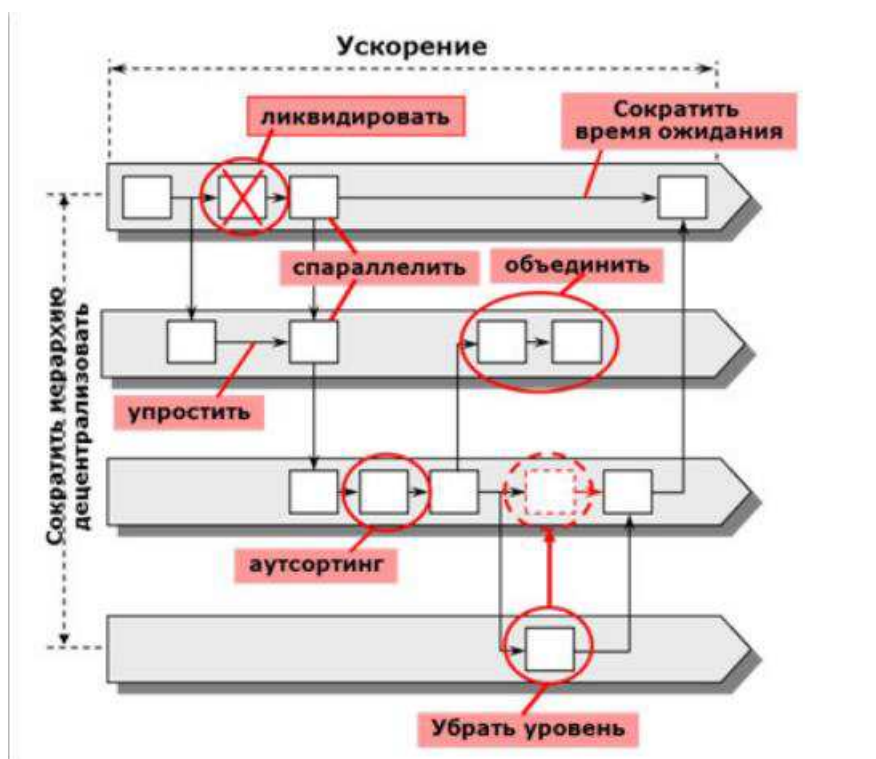 Ускорение
ликвидировать
Сократить
время ожидания
спараллелить
объединить
Сократить иерархию
децентрализовать
упростить
аутсортинг
Убрать уровень